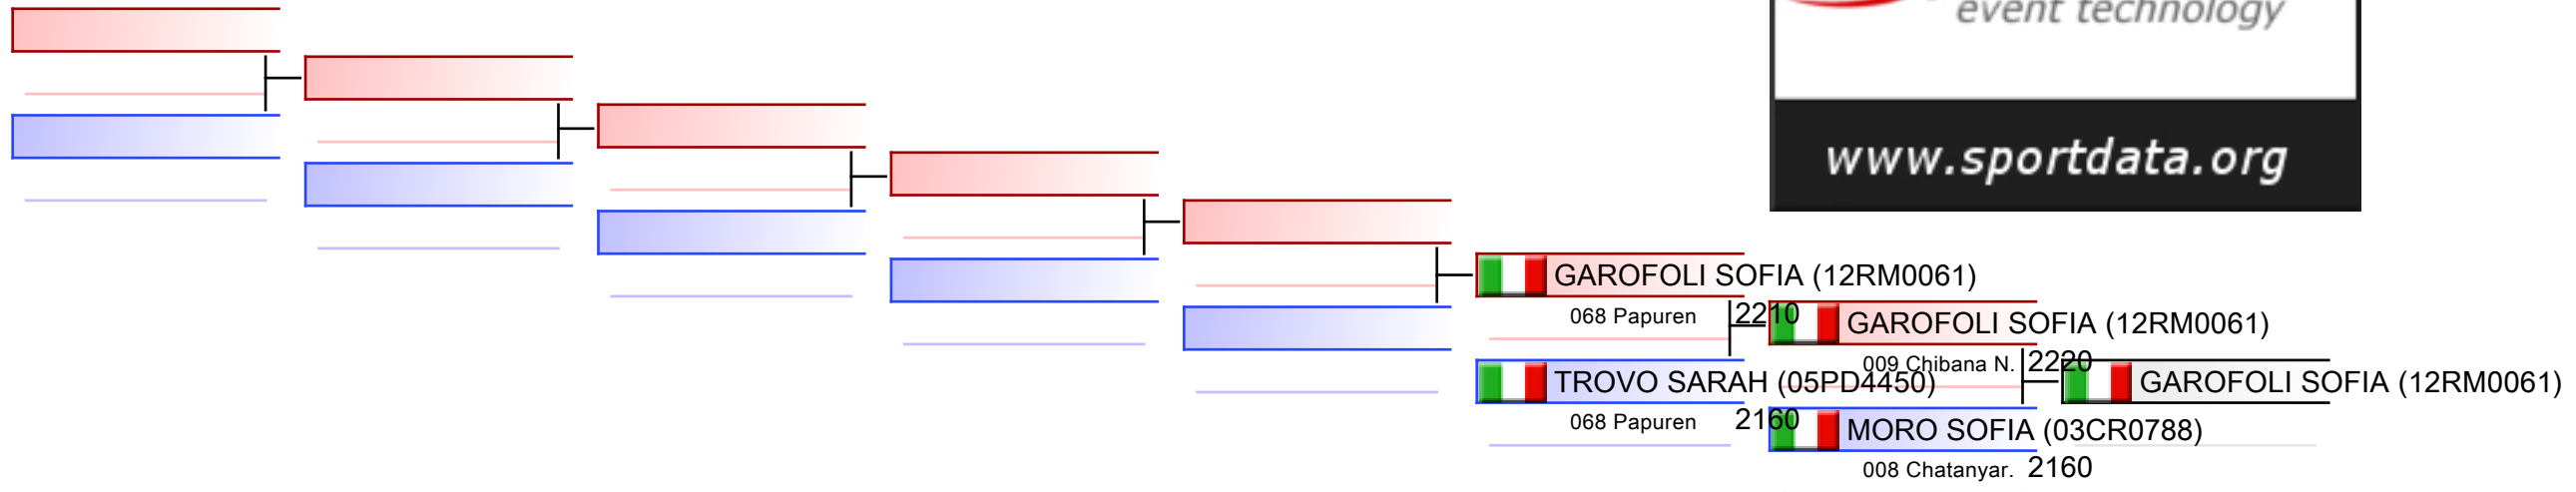 event technology
www.sportdata.org
GAROFOLI SOFIA (12RM0061)
068 Papuren 2210
GAROFOLI SOFIA (12RM0061)
009 Chibana N. 2220
TROVO SARAH (05PD4450)
GAROFOLI SOFIA (12RM0061)
068 Papuren 2160
MORO SOFIA (03CR0788)
008 Chatanyar. 2160